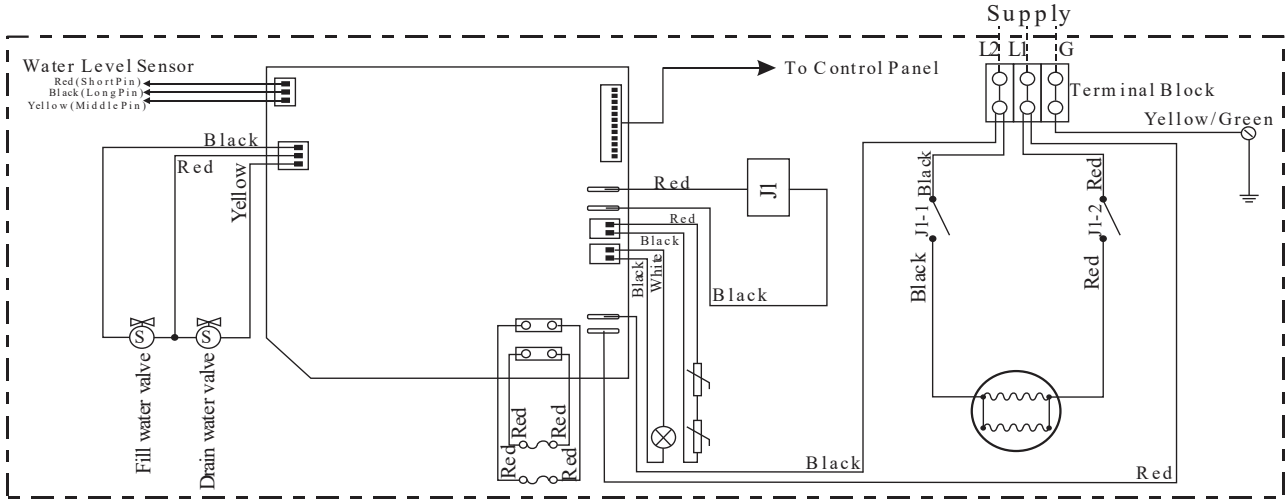 Supply
L2 L1 G
Water Level Sensor
Red(ShortPin)
Black(LongPin)
Yellow(MiddlePin)
To Control Panel
Terminal Block
Yellow/Green
Black
Red
Yellow
Red
J1
Red
Black
Black
White
Black
Black
J1-1
Black
Red
J1-2
Red
S
S
Fill water valve
Drain water valve
Red
Red
Red
Red
Black
Red